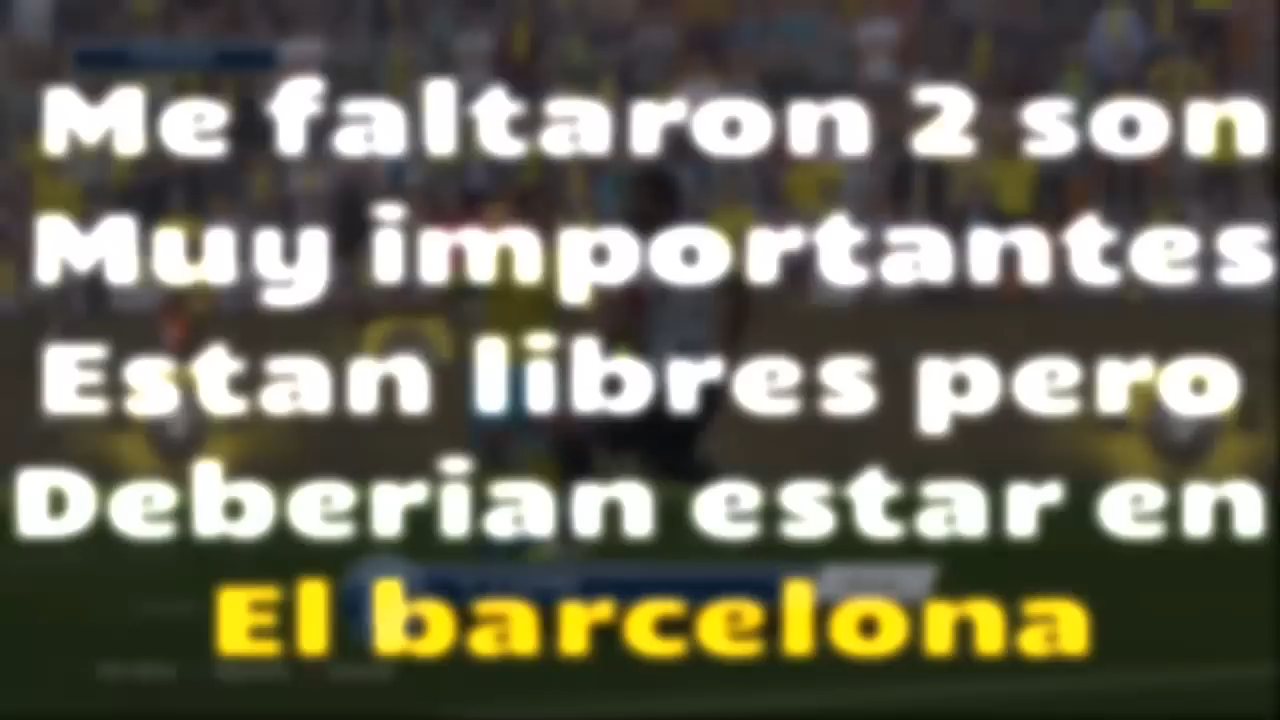 Me faltaron 2 son
Muy importantes
Estan libres pero
Deberian estar en
El barcelona